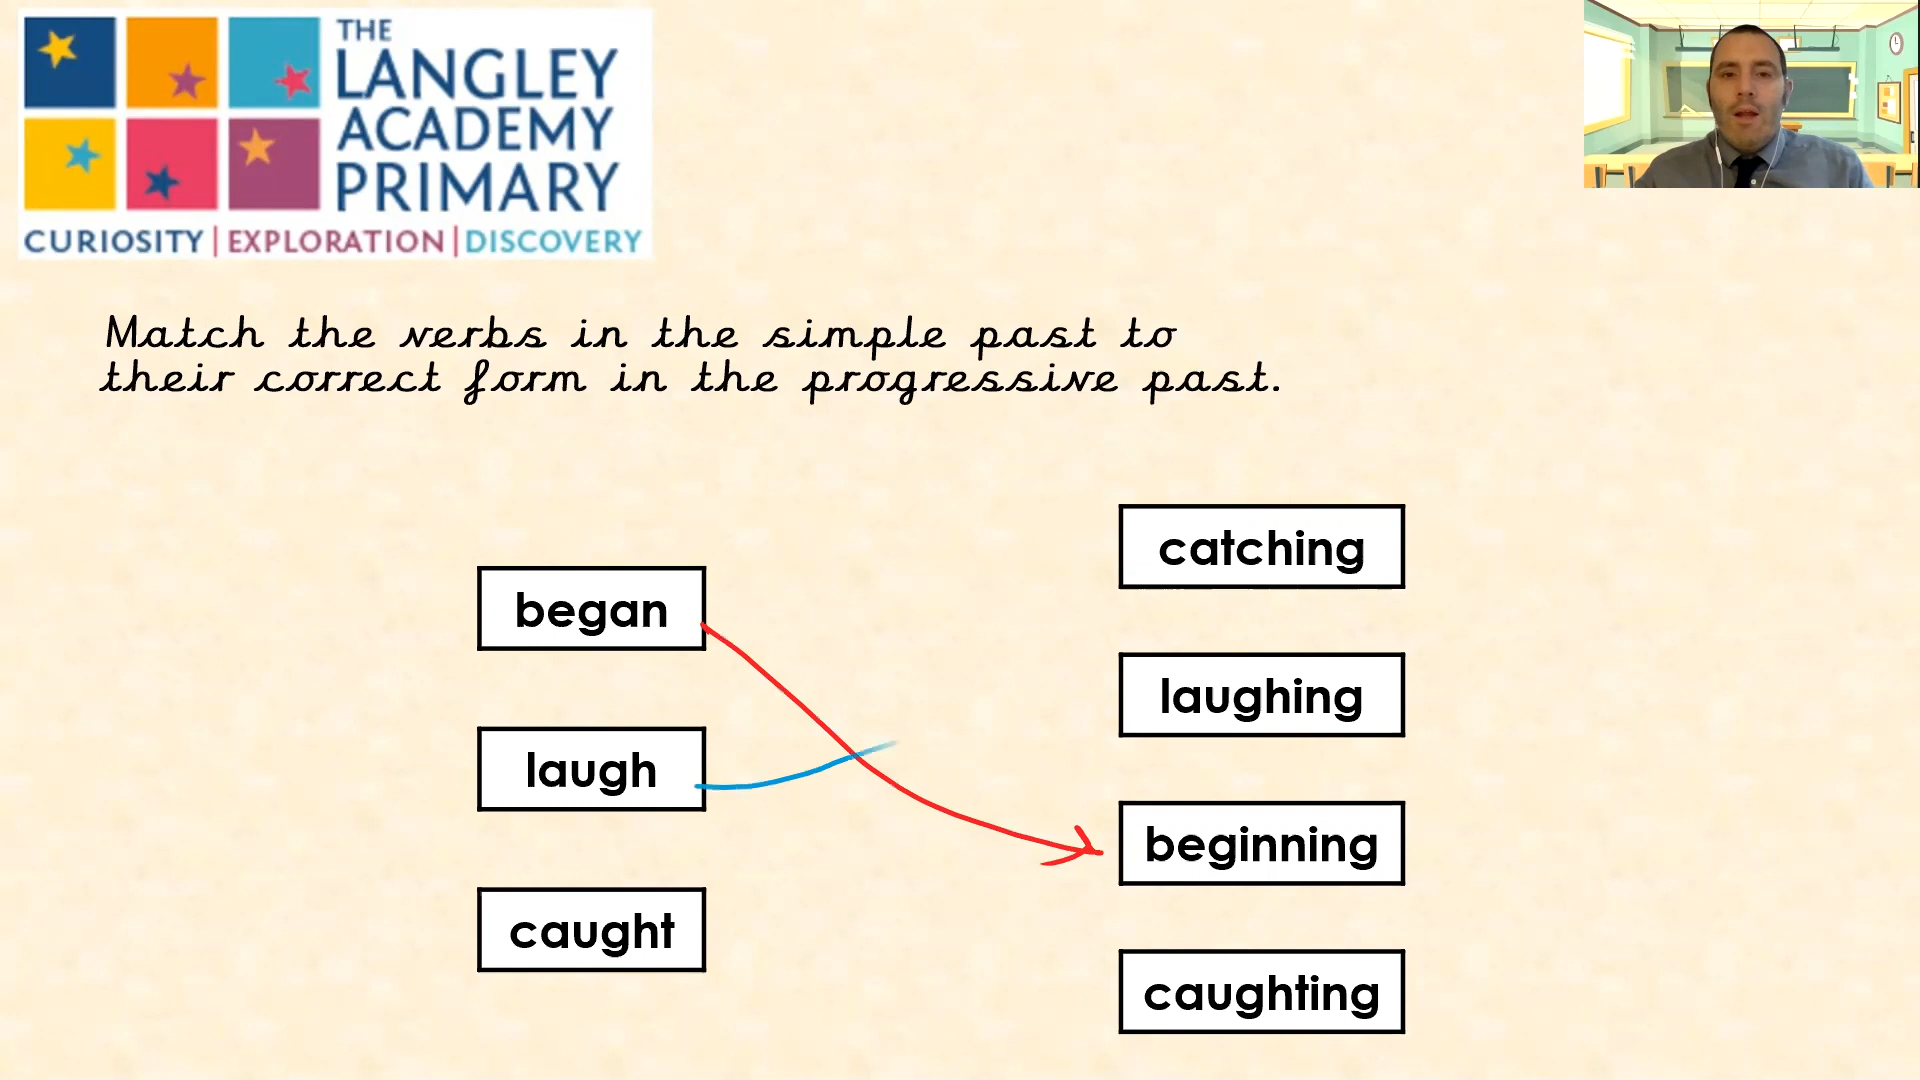 THE
LANGLEY
ACADEMY
PRIMARY
CURIOSITY | EXPLORATION | DISCOVERY
Match the verbs in the simple past to
their correct form in the progressive past.
catching
began
laughing
laugh
beginning
caught
caughting